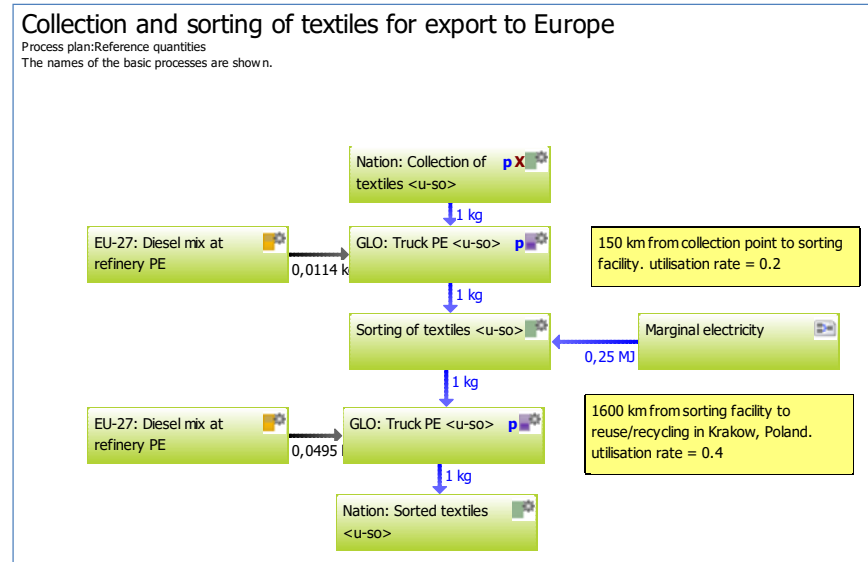 Collection and sorting of textiles for export to Europe
Process plan:Reference quantities
The names of the basic processes are shown.
Nation: Collection of
textiles <u-so>
p X
1 kg
EU-27: Diesel mix at
refinery PE
0,0114 k
GLO: Truck PE <u-so>
p
150 km from collection point to sorting
facility. utilisation rate = 0.2
1 kg
Sorting of textiles <u-so>
Marginal electricity
0,25 MJ
1 kg
EU-27: Diesel mix at
refinery PE
0,0495
GLO: Truck PE <u-so>
p
1600 km from sorting facility to
reuse/recycling in Krakow, Poland.
utilisation rate = 0.4
1 kg
Nation: Sorted textiles
<u-so>